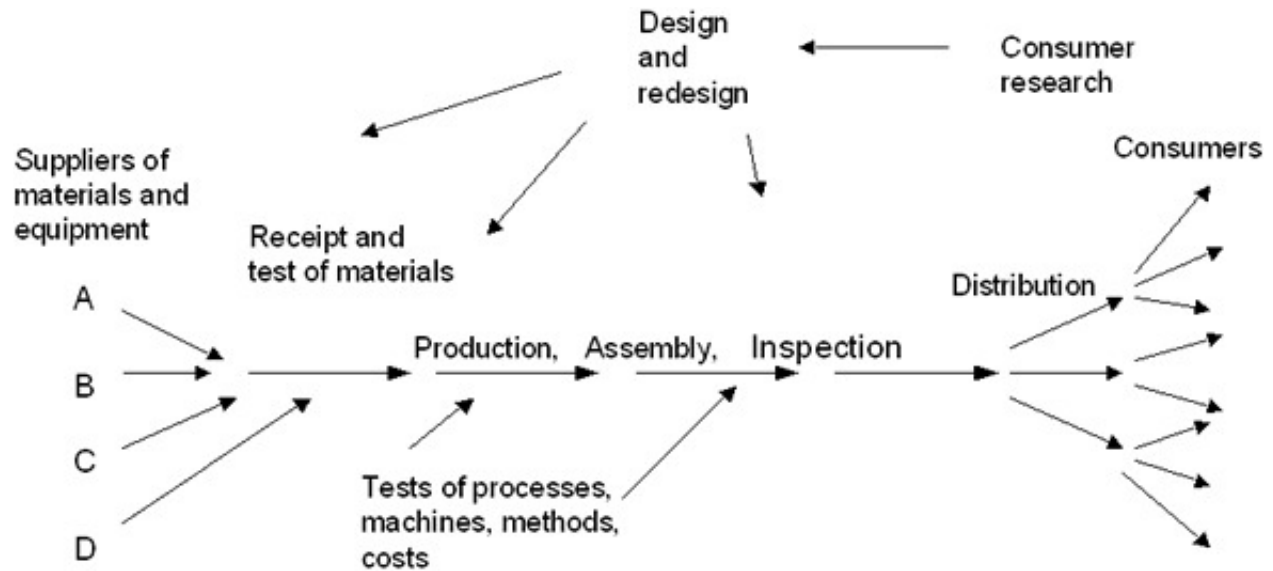 Design
and
redesign
Consumer
research
Consumers
Suppliers of
materials and
equipment
Receipt and
test of materials
A
Distribution
Production, Assembly, Inspection
B
C
Tests of processes,
machines, methods,
costs
D